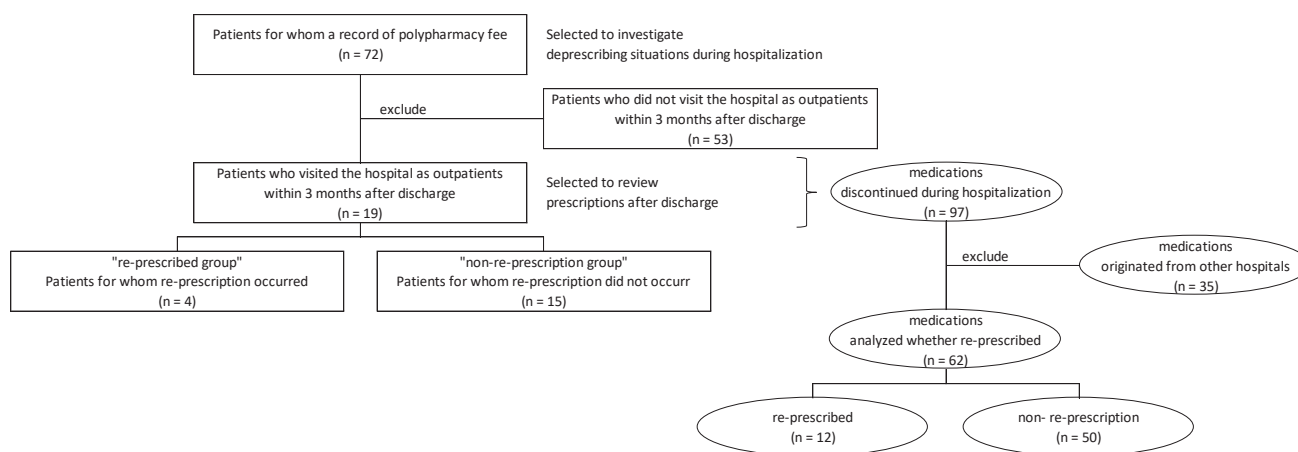 Patients for whom a record of polypharmacy fee
(n = 72)
Selected to investigate
deprescribing situations during hospitalization
exclude
Patients who did not visit the hospital as outpatients
within 3 months after discharge
(n = 53)
Patients who visited the hospital as outpatients
within 3 months after discharge
(n = 19)
Selected to review
prescriptions after discharge
medications
discontinued during hospitalization
(n = 97)
"re-prescribed group"
Patients for whom re-prescription occurred
(n = 4)
"non-re-prescription group"
Patients for whom re-prescription did not occurr
(n = 15)
exclude
medications
originated from other hospitals
(n = 35)
medications
analyzed whether re-prescribed
(n = 62)
re-prescribed
(n = 12)
non- re-prescription
(n = 50)